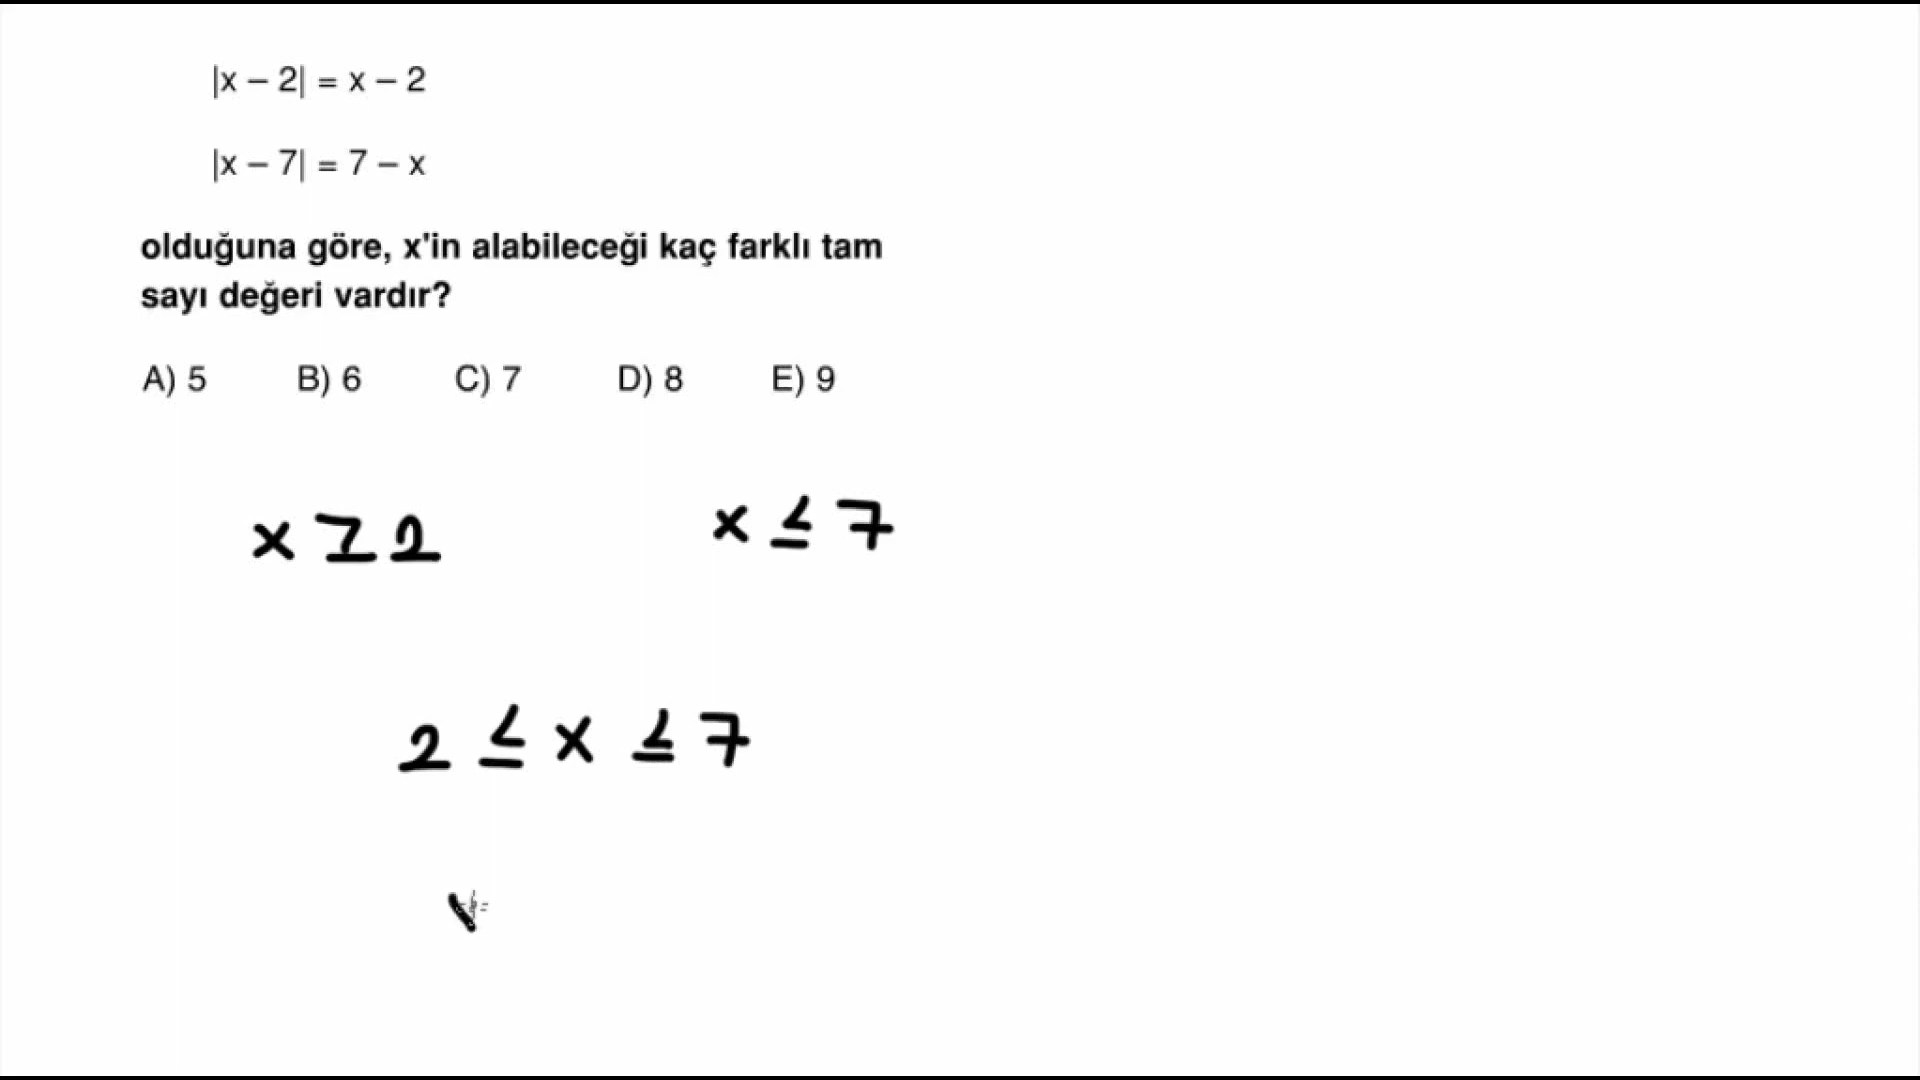 |x – 2| = x – 2
|x – 7| = 7 – x
olduğuna göre, x'in alabileceği kaç farklı tam
sayı değeri vardır?
A) 5 B) 6 C) 7 D) 8 E) 9
x ≥ 2 x ≤ 7
2 ≤ x ≤ 7